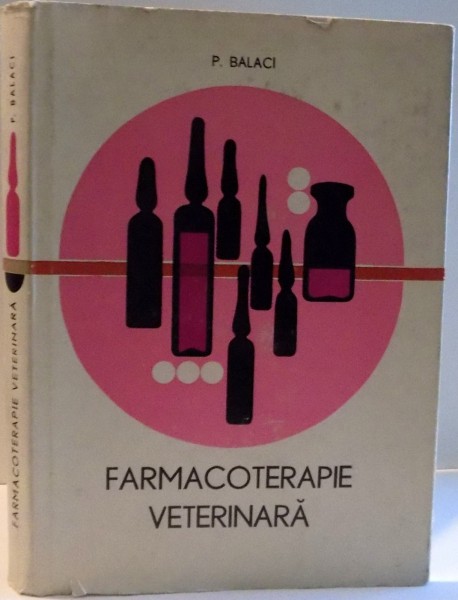 P. BALACI
FARMACOTERAPIE
VETERINARĂ
P. BALACI
FARMACOTERAPIE VETERINARĂ